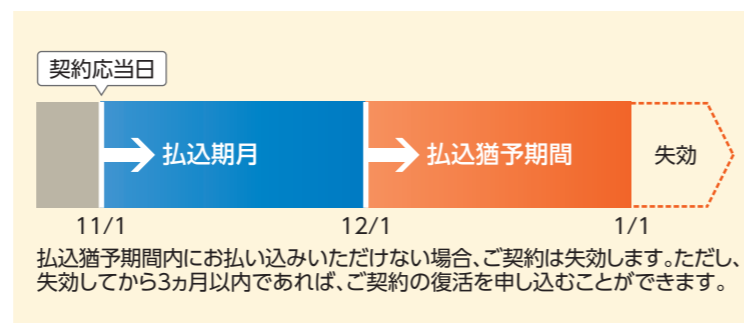 契約応当日
払込期月
払込猶予期間
失効
11/1
12/1
1/1
払込猶予期間内にお払い込みいただけない場合、ご契約は失効します。ただし、
失効してから3ヵ月以内であれば、ご契約の復活を申し込むことができます。